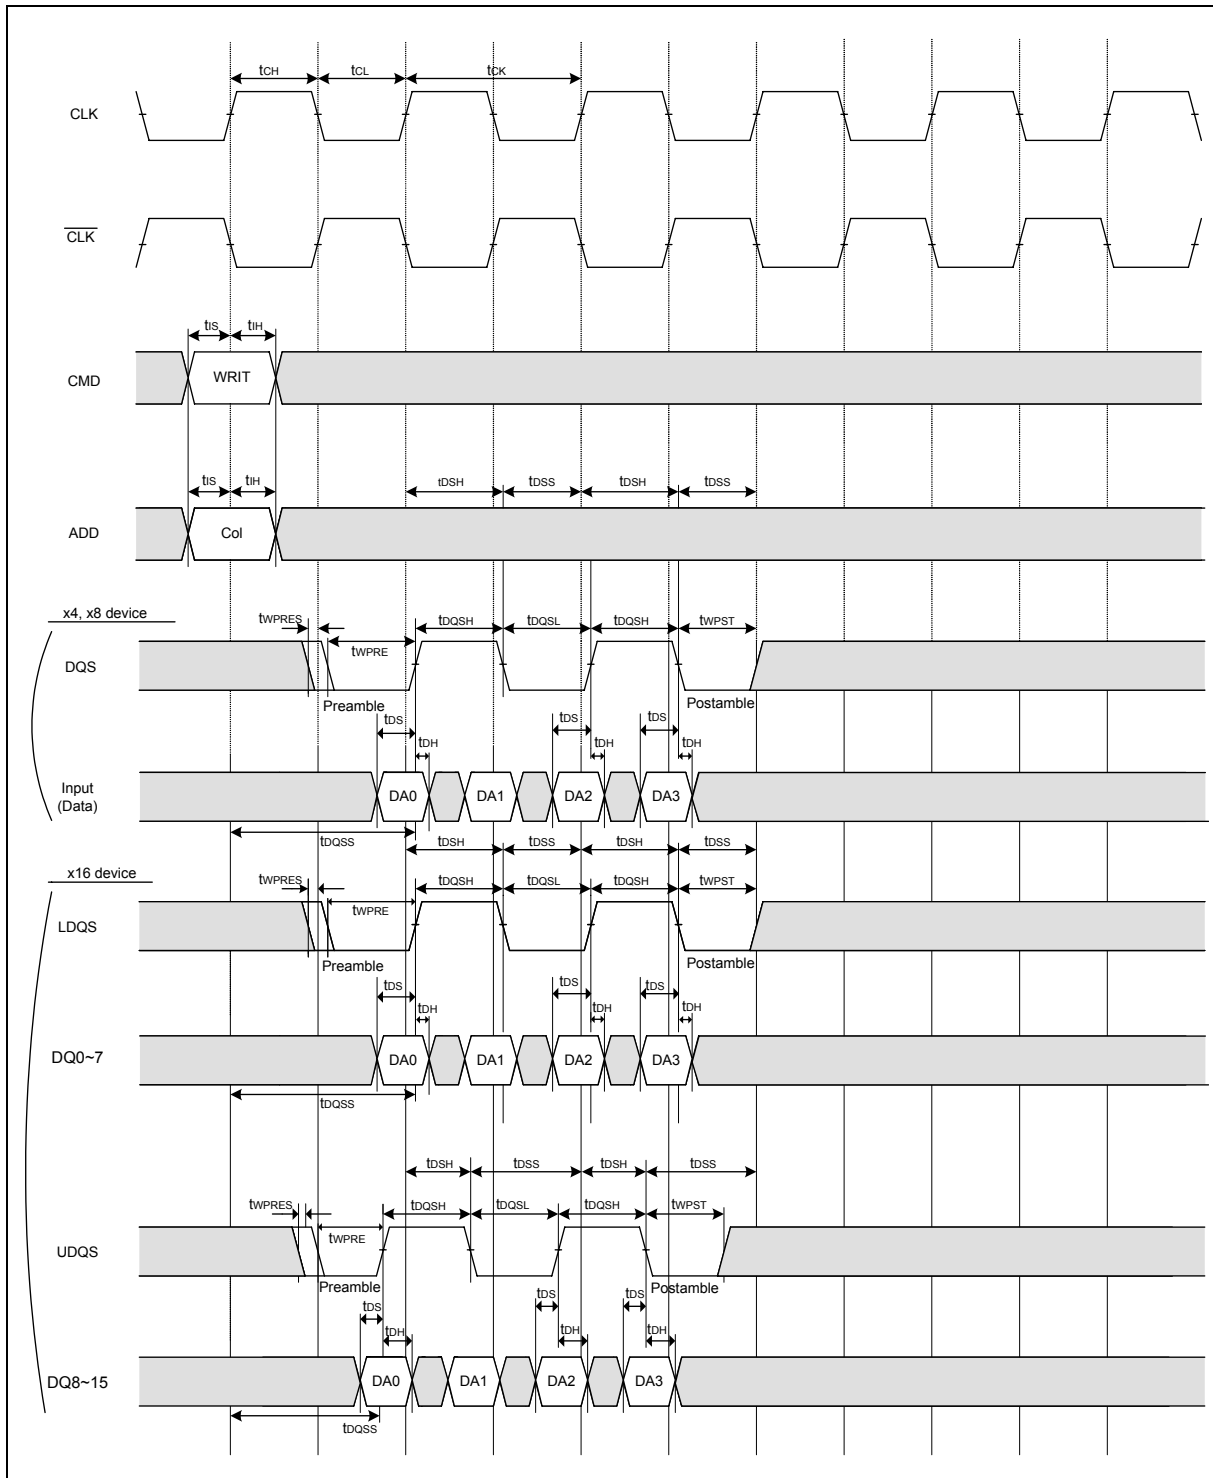 tCH tCL tCK
CLK
CLK
tIS tIH
CMD WRIT
tIS tIH tDSH tDSS tDSH tDSS
ADD Col
x4, x8 device
tWPRES tDQSH tDQSL tDQSH tWPST
tWPRE
DQS
Preamble Postamble
tDS tDS tDS
tDH tDH tDH
Input
(Data)
DA0 DA1 DA2 DA3
tDQSS
tDSH tDSS tDSH tDSS
x16 device
tWPRES tDQSH tDQSL tDQSH tWPST
tWPRE
LDQS
Preamble Postamble
tDS tDS tDS
tDH tDH tDH
DQ0~7 DA0 DA1 DA2 DA3
tDQSS
tDSH tDSS tDSH tDSS
tWPRES tDQSH tDQSL tDQSH tWPST
tWPRE
UDQS
Preamble Postamble
tDS tDS tDS
tDH tDH tDH
DQ8~15 DA0 DA1 DA2 DA3
tDQSS